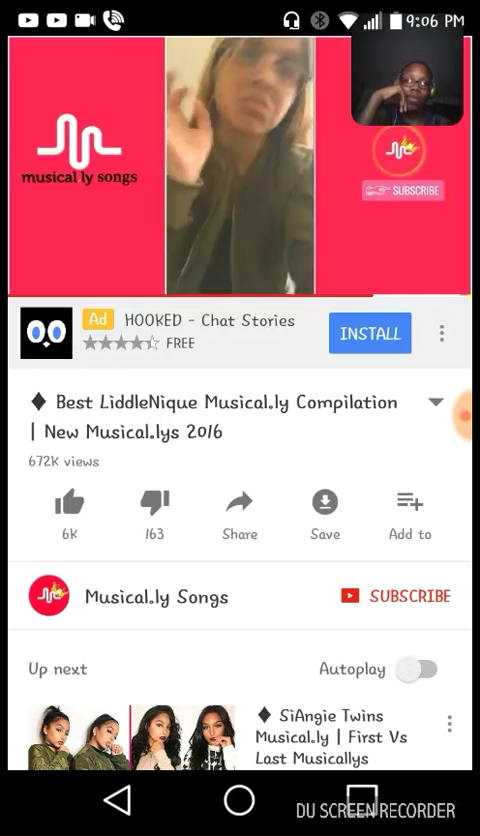 9:06 PM
musical.ly songs
SUBSCRIBE
Ad HOOKED - Chat Stories
FREE
INSTALL
♦ Best LiddleNique Musical.ly Compilation
| New Musical.lys 2016
672K views
6K
163
Share
Save
Add to
Musical.ly Songs
SUBSCRIBE
Up next
Autoplay
♦ SiAngie Twins
Musical.ly | First Vs
Last Musicallys
DU SCREEN RECORDER